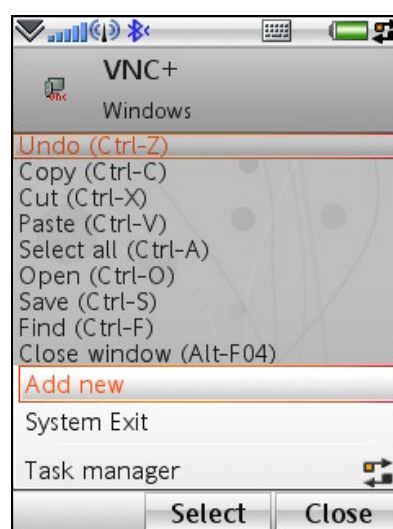 VNC+
vnc
Windows
Undo (Ctrl-Z)
Copy (Ctrl-C)
Cut (Ctrl-X)
Paste (Ctrl-V)
Select all (Ctrl-A)
Open (Ctrl-O)
Save (Ctrl-S)
Find (Ctrl-F)
Close window (Alt-F04)
Add new
System Exit
Task manager
Select Close